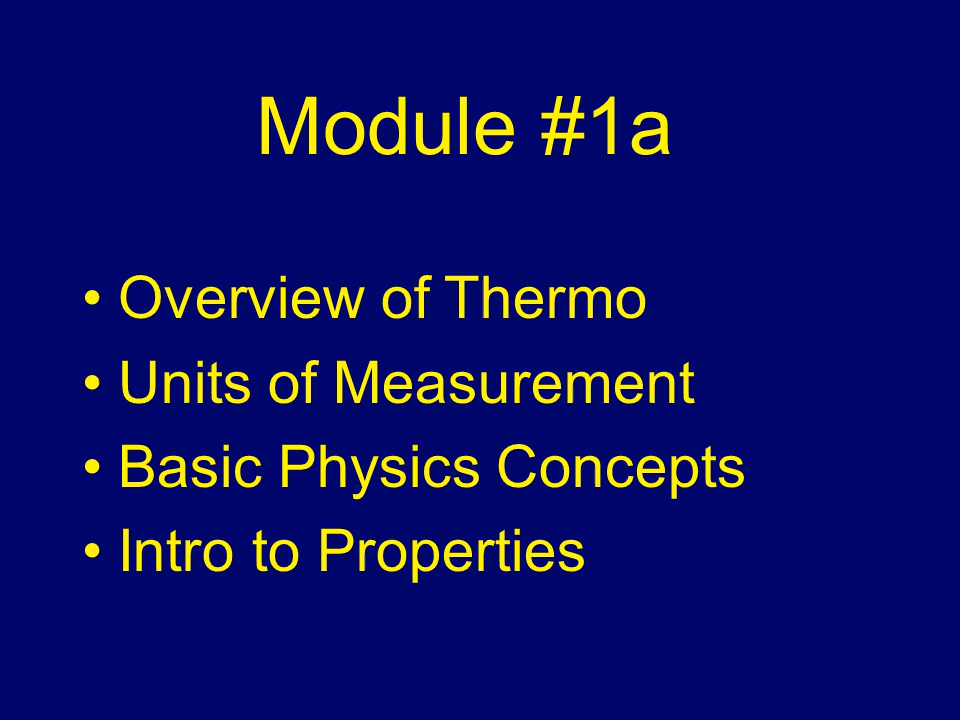 Module #1a
• Overview of Thermo
• Units of Measurement
• Basic Physics Concepts
• Intro to Properties